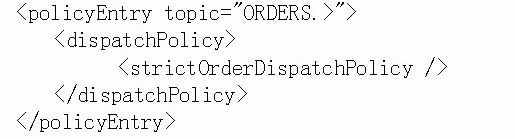 <policyEntry topic="ORDERS.>">
<dispatchPolicy>
<strictOrderDispatchPolicy />
</dispatchPolicy>
</policyEntry>